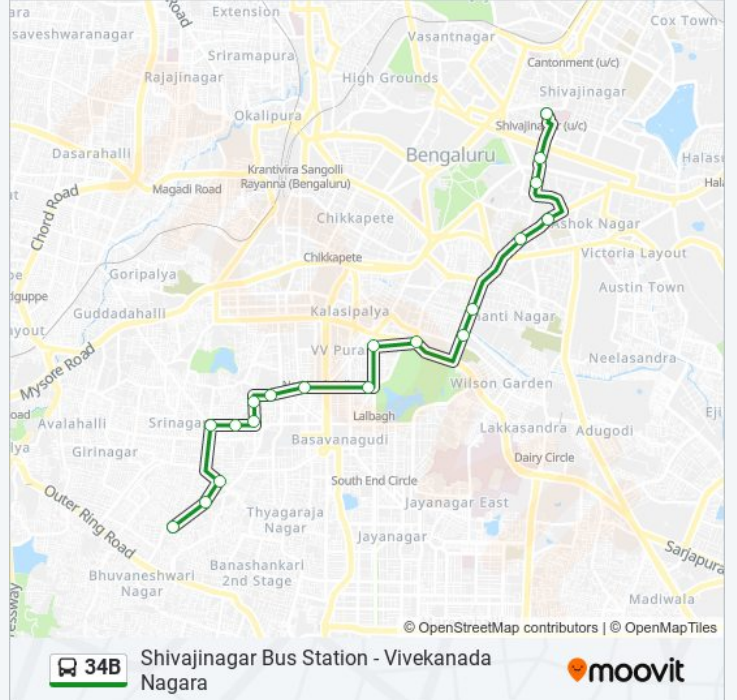 ara
Road
Extension
Cox Town
saveshwaranagar
Vasantnagar
Sriramapura
Cantonment (u/c)
Rajajinagar
High Grounds
Shivajinagar
Okalipura
Shivajinagar (u/c)
Dasarahalli
Bengaluru
Krantivira Sangolli
Rayanna (Bengaluru)
Magadi Road
Chord Road
Chikkapete
Ashok Nagar
Chikkapete
Victoria Layout
Goripalya
Austin Town
Guddadahalli
Kalasipalya
Shanti Nagar
VV Pura
Mysore Road
Neelasandra
Wilson Garden
Avalahalli
Srinaga
Lalbagh
Lakkasandra
Adugodi
Basavanagudi
Girinagar
Dairy Circle
South End Circle
Outer Ring Road
Thyagaraja
Nagar
Jayanagar East
Jayanagar
Banashankari
2nd Stage
Bhuvaneshwari
Nagar
Sarjapura
Madiwala
© OpenStreetMap contributors | © OpenMapTiles
34B
Shivajinagar Bus Station - Vivekanada
Nagara
moovit